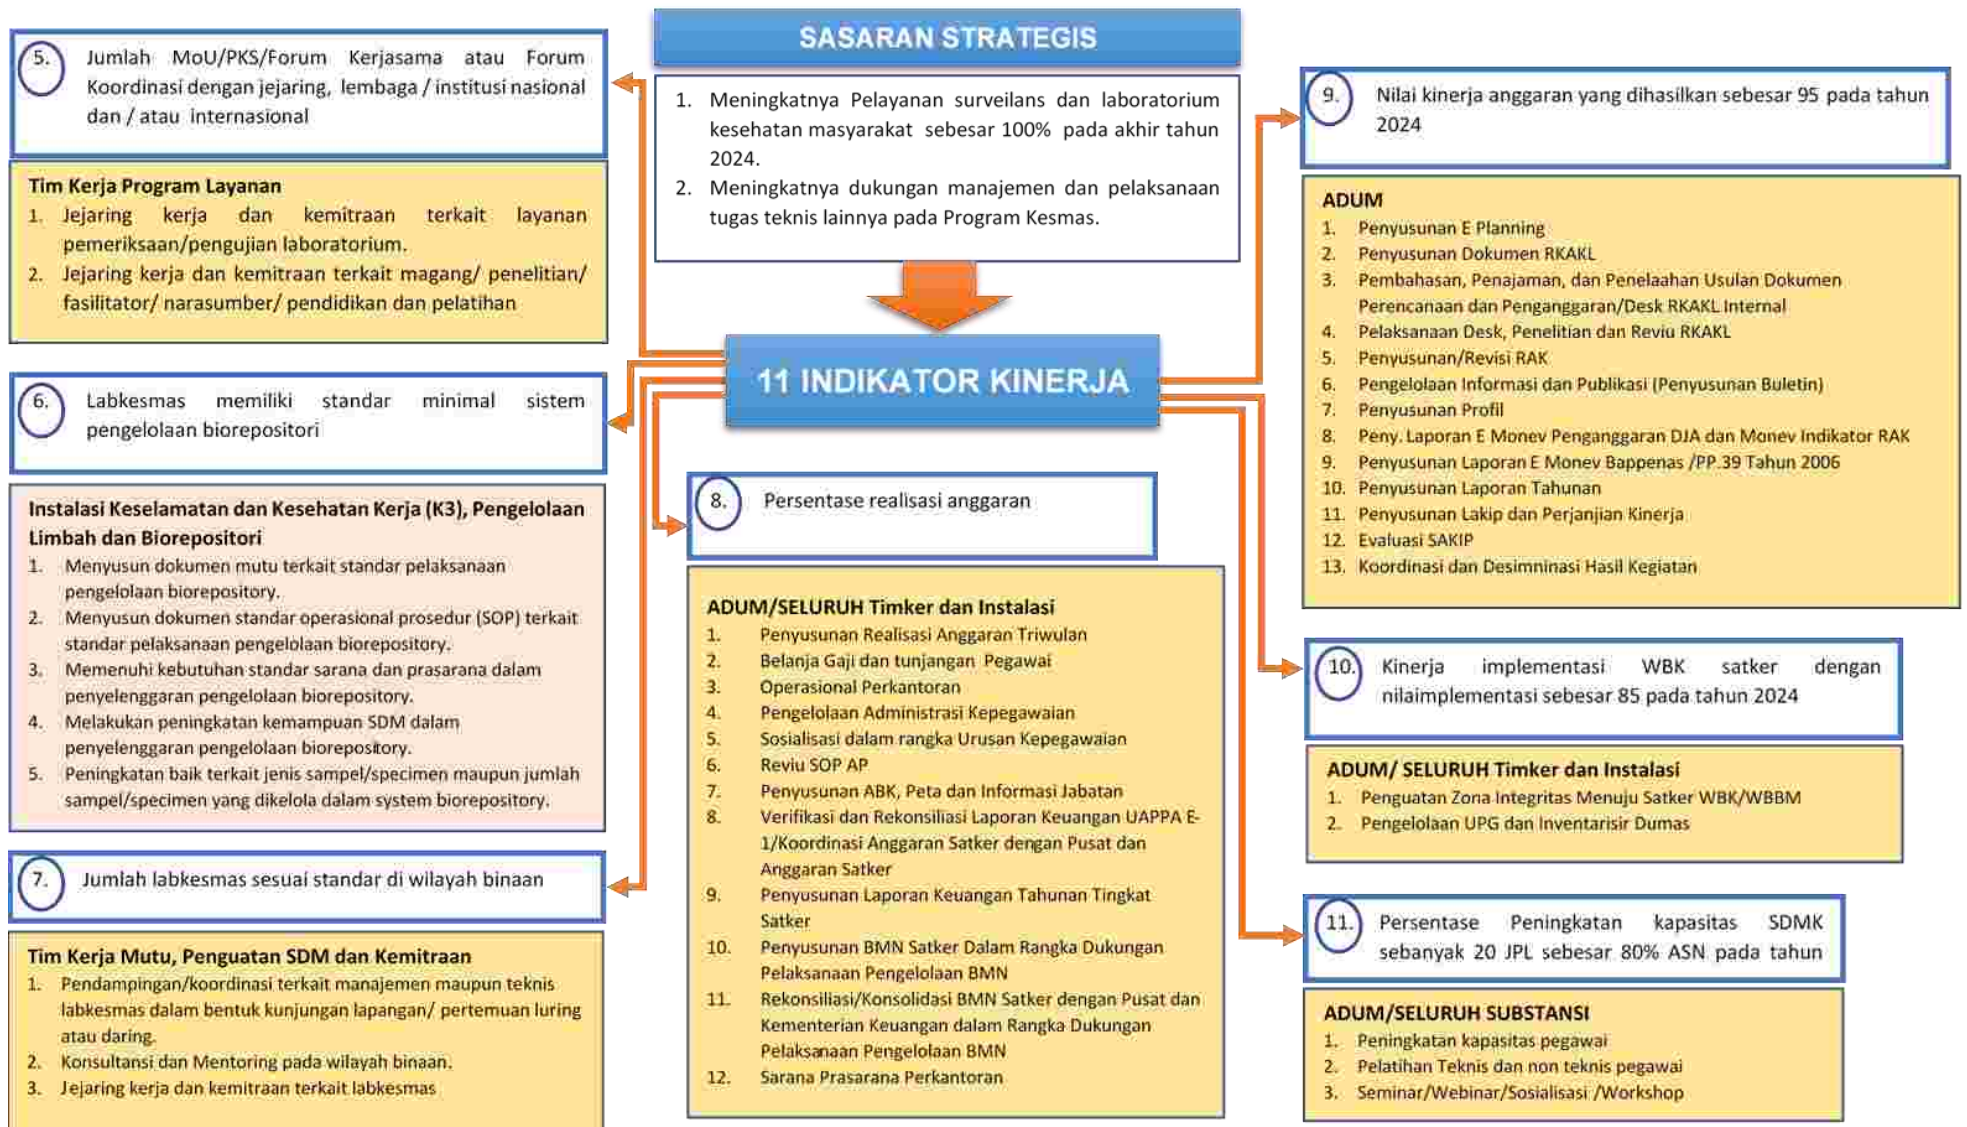 SASARAN STRATEGIS
1. Meningkatnya Pelayanan surveilans dan laboratorium
kesehatan masyarakat sebesar 100% pada akhir tahun
2024.
2. Meningkatnya dukungan manajemen dan pelaksanaan
tugas teknis lainnya pada Program Kesmas.
11 INDIKATOR KINERJA
5. Jumlah MoU/PKS/Forum Kerjasama atau Forum
Koordinasi dengan jejaring, lembaga / institusi nasional
dan / atau internasional
Tim Kerja Program Layanan
1. Jejaring kerja dan kemitraan terkait layanan
pemeriksaan/pengujian laboratorium.
2. Jejaring kerja dan kemitraan terkait magang/ penelitian/
fasilitator/ narasumber/ pendidikan dan pelatihan
6. Labkesmas memiliki standar minimal sistem
pengelolaan biorepositori
Instalasi Keselamatan dan Kesehatan Kerja (K3), Pengelolaan
Limbah dan Biorepositori
1. Menyusun dokumen mutu terkait standar pelaksanaan
pengelolaan biorepository.
2. Menyusun dokumen standar operasional prosedur (SOP) terkait
standar pelaksanaan pengelolaan biorepository.
3. Memenuhi kebutuhan standar sarana dan prasarana dalam
penyelenggaran pengelolaan biorepository.
4. Melakukan peningkatan kemampuan SDM dalam
penyelenggaran pengelolaan biorepository.
5. Peningkatan baik terkait jenis sampel/specimen maupun jumlah
sampel/specimen yang dikelola dalam system biorepository.
7. Jumlah labkesmas sesuai standar di wilayah binaan
Tim Kerja Mutu, Penguatan SDM dan Kemitraan
1. Pendampingan/koordinasi terkait manajemen maupun teknis
labkesmas dalam bentuk kunjungan lapangan/ pertemuan luring
atau daring.
2. Konsultansi dan Mentoring pada wilayah binaan.
3. Jejaring kerja dan kemitraan terkait labkesmas
8. Persentase realisasi anggaran
ADUM/SELURUH Timker dan Instalasi
1. Penyusunan Realisasi Anggaran Triwulan
2. Belanja Gaji dan tunjangan Pegawai
3. Operasional Perkantoran
4. Pengelolaan Administrasi Kepegawaian
5. Sosialisasi dalam rangka Urusan Kepegawaian
6. Reviu SOP AP
7. Penyusunan ABK, Peta dan Informasi Jabatan
8. Verifikasi dan Rekonsiliasi Laporan Keuangan UAPPA E-
1/Koordinasi Anggaran Satker dengan Pusat dan
Anggaran Satker
9. Penyusunan Laporan Keuangan Tahunan Tingkat
Satker
10. Penyusunan BMN Satker Dalam Rangka Dukungan
Pelaksanaan Pengelolaan BMN
11. Rekonsiliasi/Konsolidasi BMN Satker dengan Pusat dan
Kementerian Keuangan dalam Rangka Dukungan
Pelaksanaan Pengelolaan BMN
12. Sarana Prasarana Perkantoran
9. Nilai kinerja anggaran yang dihasilkan sebesar 95 pada tahun
2024
ADUM
1. Penyusunan E Planning
2. Penyusunan Dokumen RKAKL
3. Pembahasan, Penajaman, dan Penelaahan Usulan Dokumen
Perencanaan dan Penganggaran/Desk RKAKL Internal
4. Pelaksanaan Desk, Penelitian dan Reviu RKAKL
5. Penyusunan/Revisi RAK
6. Pengelolaan Informasi dan Publikasi (Penyusunan Buletin)
7. Penyusunan Profil
8. Peny. Laporan E Monev Penganggaran DJA dan Monev Indikator RAK
9. Penyusunan Laporan E Monev Bappenas /PP.39 Tahun 2006
10. Penyusunan Laporan Tahunan
11. Penyusunan Lakip dan Perjanjian Kinerja
12. Evaluasi SAKIP
13. Koordinasi dan Desimninasi Hasil Kegiatan
10. Kinerja implementasi WBK satker dengan
nilaimplementasi sebesar 85 pada tahun 2024
ADUM/ SELURUH Timker dan Instalasi
1. Penguatan Zona Integritas Menuju Satker WBK/WBBM
2. Pengelolaan UPG dan Inventarisir Dumas
11. Persentase Peningkatan kapasitas SDMK
sebanyak 20 JPL sebesar 80% ASN pada tahun
ADUM/SELURUH SUBSTANSI
1. Peningkatan kapasitas pegawai
2. Pelatihan Teknis dan non teknis pegawai
3. Seminar/Webinar/Sosialisasi /Workshop